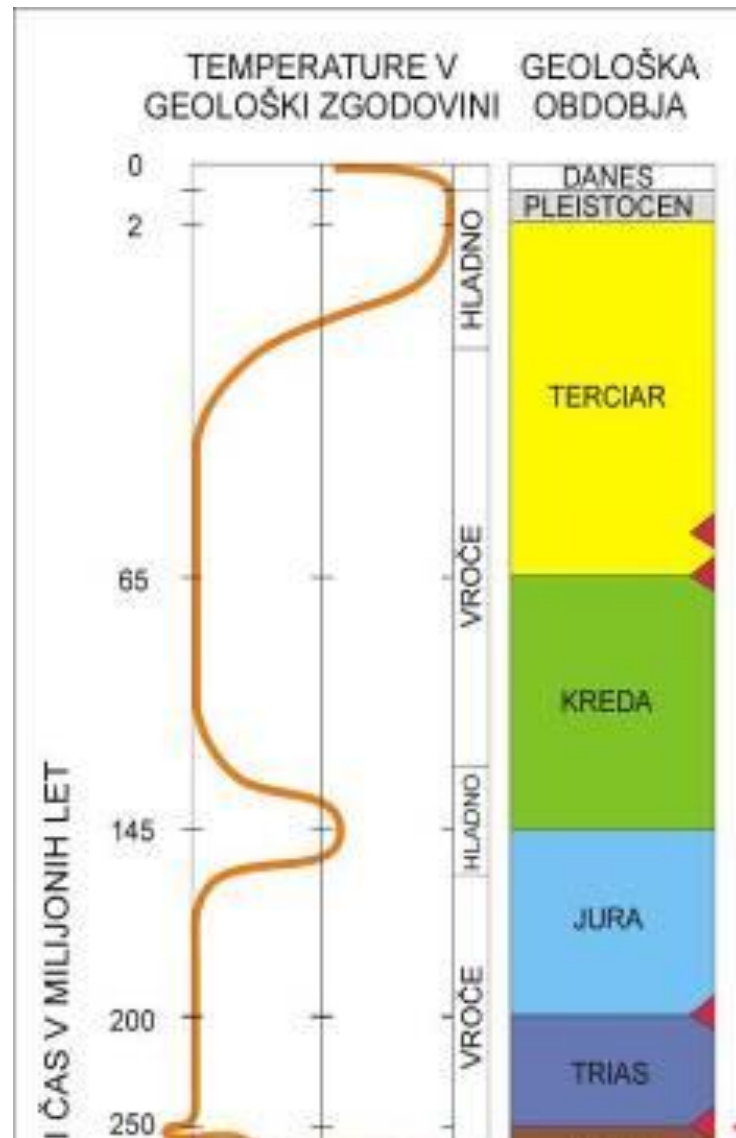 TEMPERATURE V
GEOLOŠKI ZGODOVINI
GEOLOŠKA
OBDOBJA
0
2
65
145
200
250
I ČAS V MILIJONIH LET
HLADNO
VROČE
HLADNO
VROČE
DANES
PLEISTOCEN
TERCIAR
KREDA
JURA
TRIAS